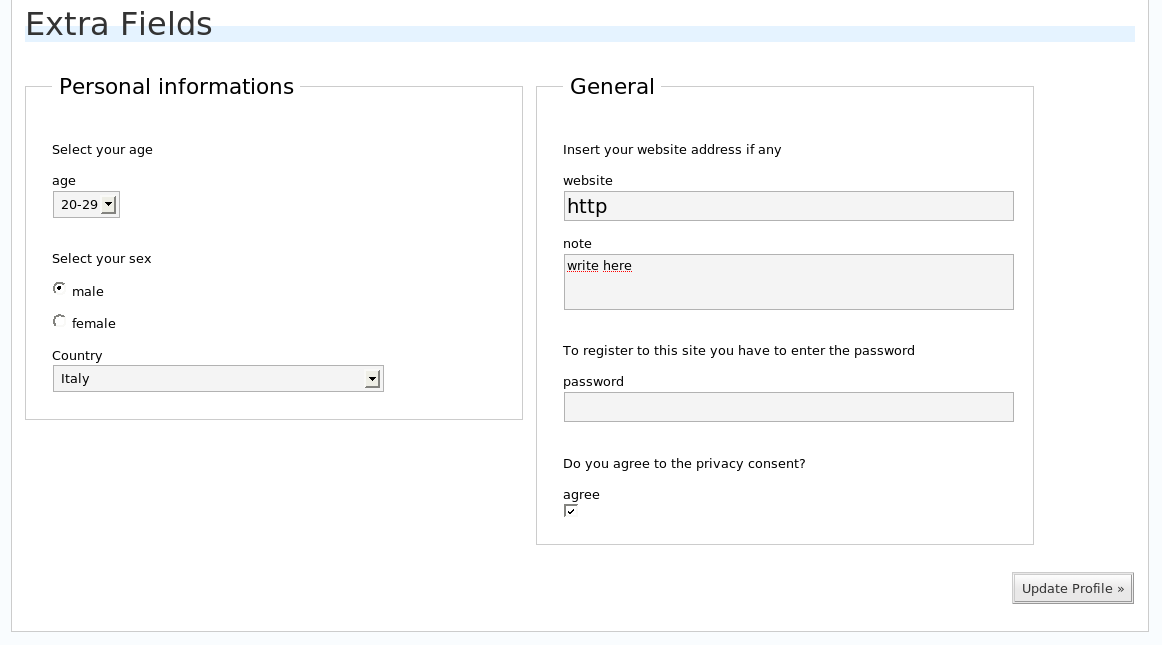 Extra Fields
Personal informations
Select your age
age
20-29
Select your sex
male
female
Country
Italy
General
Insert your website address if any
website
http
note
write here
To register to this site you have to enter the password
password
Do you agree to the privacy consent?
agree
Update Profile »